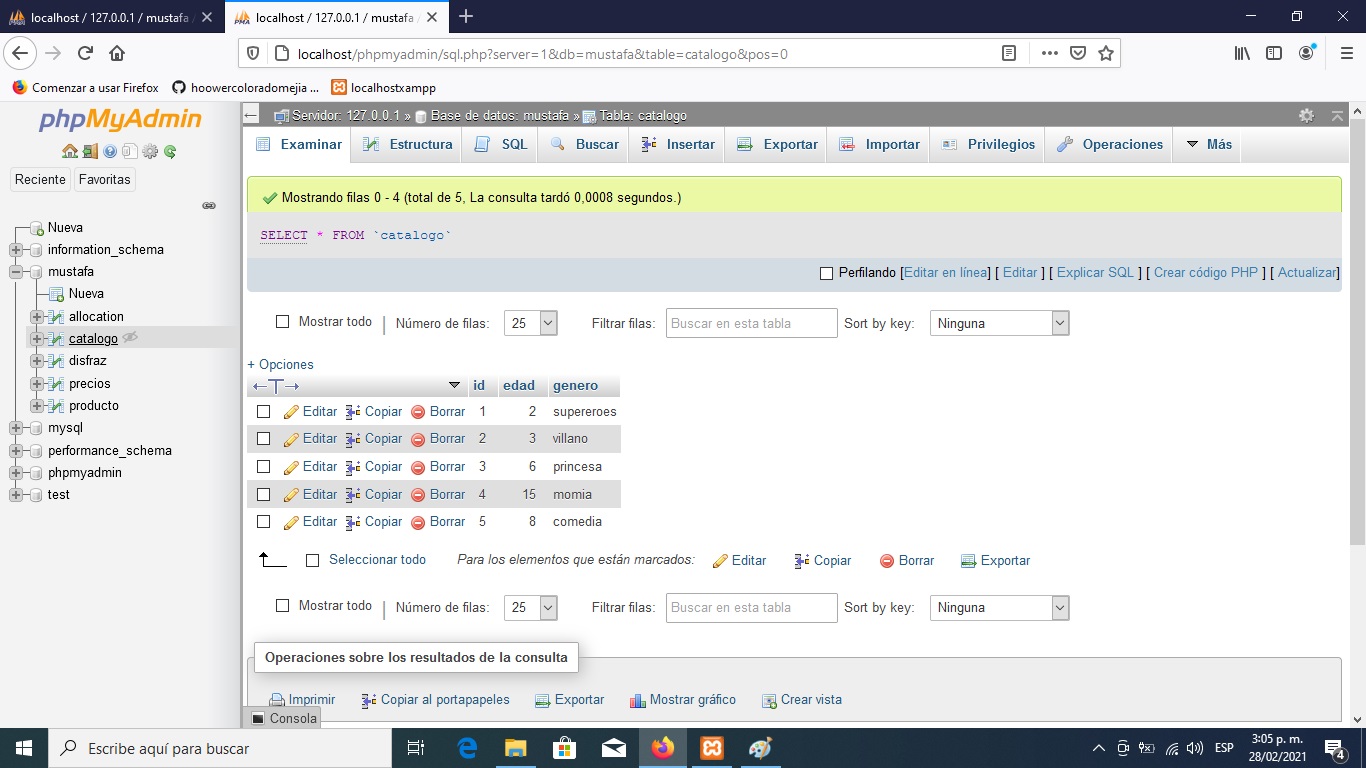 localhost / 127.0.0.1 / mustafa /
localhost / 127.0.0.1 / mustafa /
localhost/phpmyadmin/sql.php?server=1&db=mustafa&table=catalogo&pos=0
Comenzar a usar Firefox
hoowercoloradomejia ...
localhostxampp
phpMyAdmin
Reciente
Favoritas
Nueva
information_schema
mustafa
Nueva
allocation
catalogo
disfraz
precios
producto
mysql
performance_schema
phpmyadmin
test
Servidor: 127.0.0.1 » Base de datos: mustafa » Tabla: catalogo
Examinar Estructura SQL Buscar Insertar Exportar Importar Privilegios Operaciones Más
Mostrando filas 0 - 4 (total de 5, La consulta tardó 0,0008 segundos.)
SELECT * FROM `catalogo`
Perfilando [Editar en línea] [ Editar ] [ Explicar SQL ] [ Crear código PHP ] [ Actualizar]
Mostrar todo | Número de filas: 25 Filtrar filas: Buscar en esta tabla Sort by key: Ninguna
+ Opciones
←T→ id edad genero
Editar Copiar Borrar 1 2 supereroes
Editar Copiar Borrar 2 3 villano
Editar Copiar Borrar 3 6 princesa
Editar Copiar Borrar 4 15 momia
Editar Copiar Borrar 5 8 comedia
Seleccionar todo Para los elementos que están marcados: Editar Copiar Borrar Exportar
Mostrar todo | Número de filas: 25 Filtrar filas: Buscar en esta tabla Sort by key: Ninguna
Operaciones sobre los resultados de la consulta
Imprimir Copiar al portapapeles Exportar Mostrar gráfico Crear vista
Consola
Escribe aquí para buscar
ESP
3:05 p. m.
28/02/2021
4